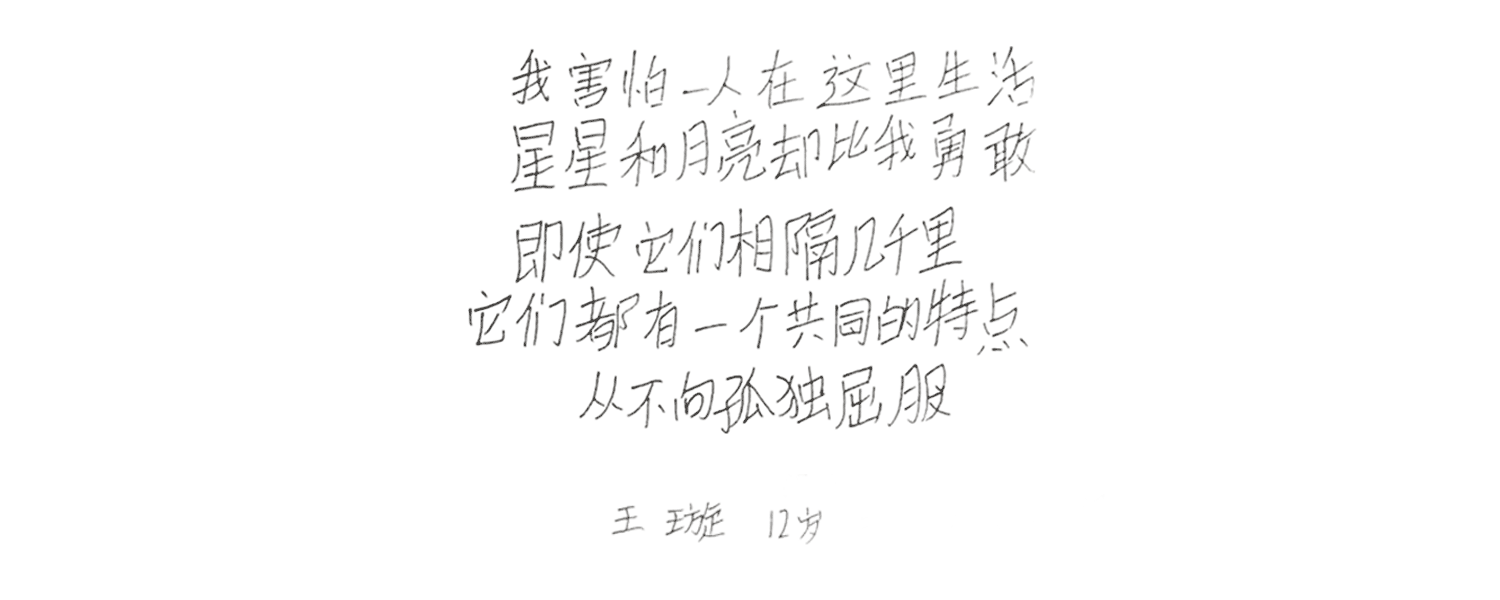 我害怕一人在这里生活
星星和月亮却比我勇敢
即使它们相隔几千里
它们都有一个共同的特点
从不向孤独屈服
王 璇 12岁